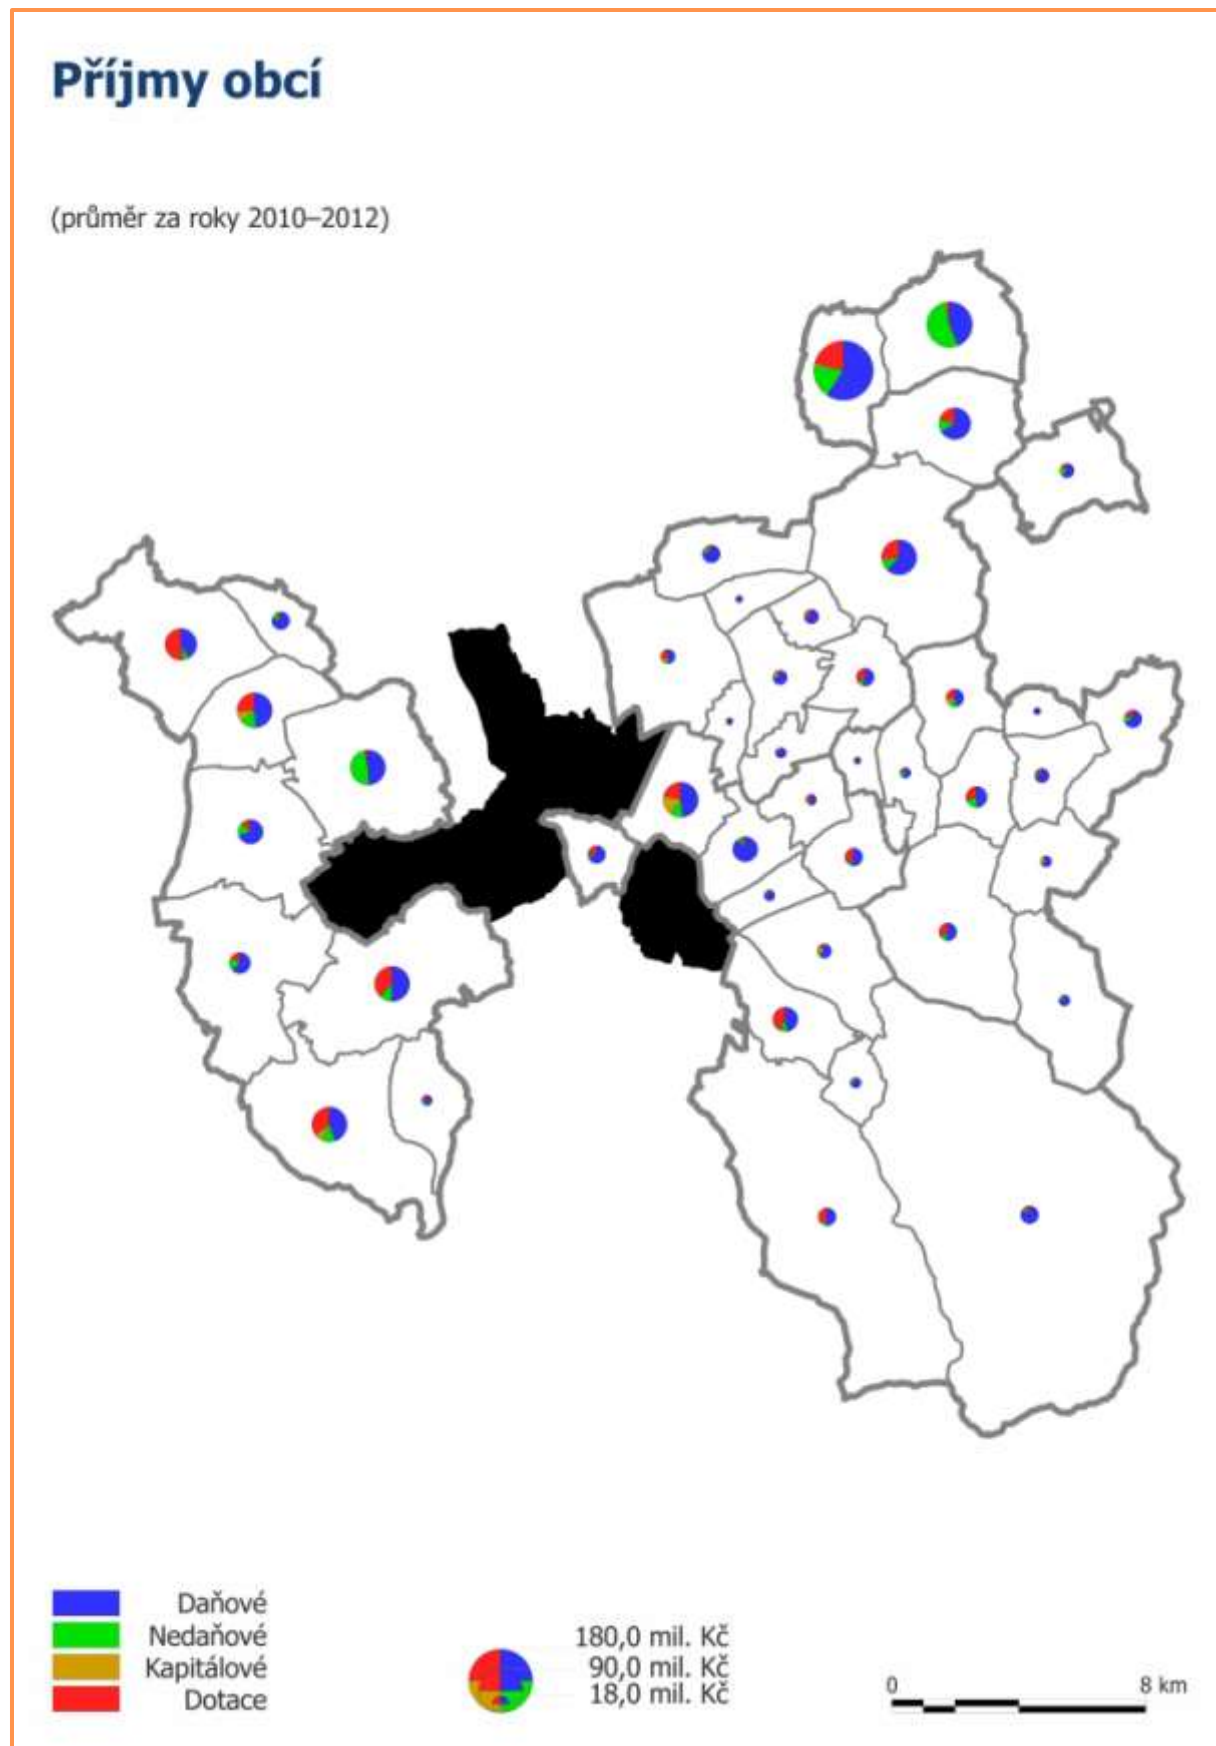 Příjmy obcí
(průměr za roky 2010–2012)
Daňové
Nedaňové
Kapitálové
Dotace
180,0 mil. Kč
90,0 mil. Kč
18,0 mil. Kč
0 8 km